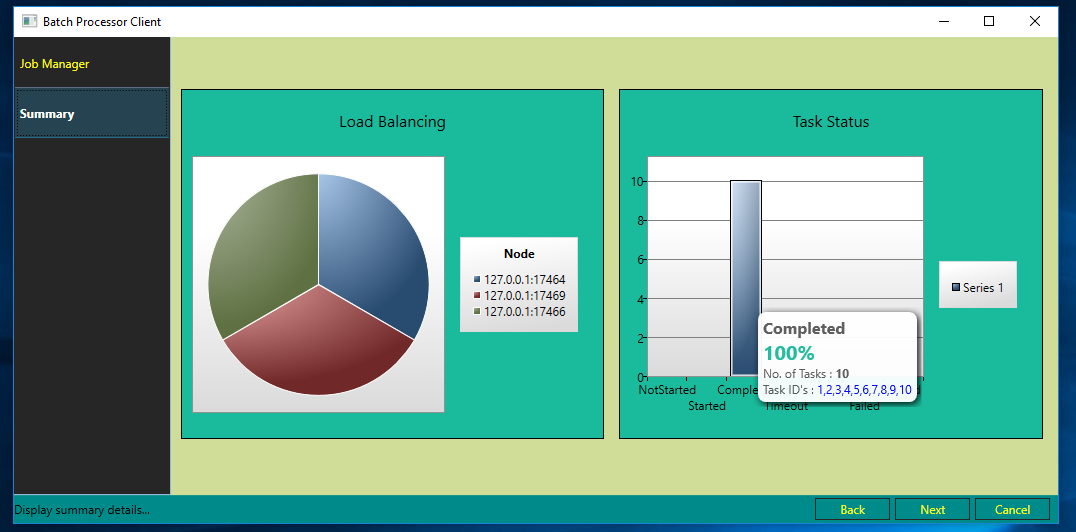 Batch Processor Client
Job Manager
Summary
Load Balancing
Node
127.0.0.1:17464
127.0.0.1:17469
127.0.0.1:17466
Task Status
10
8
6
4
2
0
NotStarted
Started
Comple
Timeout
Failed
d
Series 1
Completed
100%
No. of Tasks : 10
Task ID's : 1,2,3,4,5,6,7,8,9,10
Display summary details...
Back
Next
Cancel